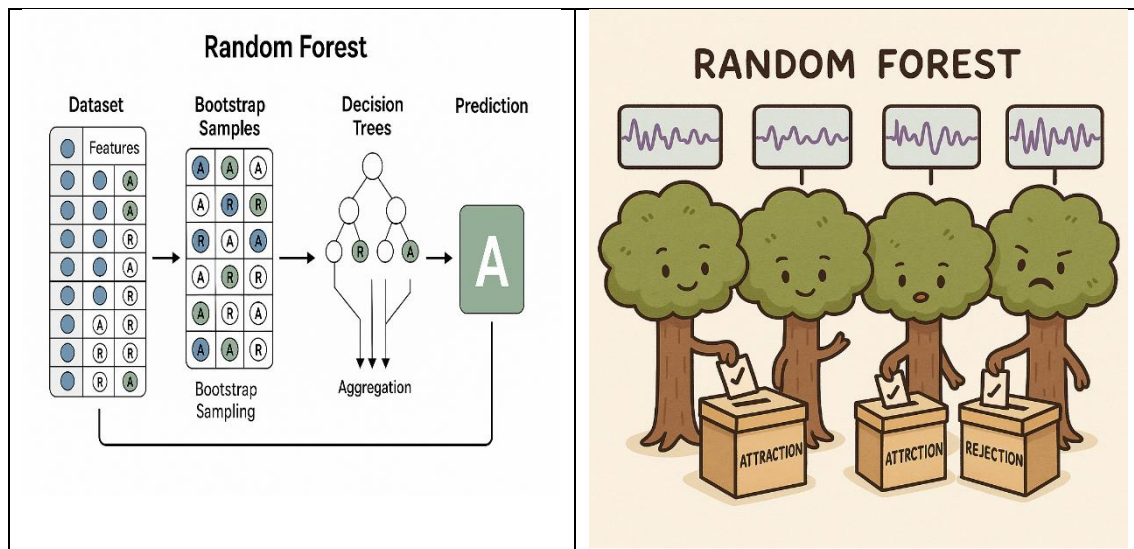 Random Forest
Dataset
Bootstrap
Samples
Decision
Trees
Prediction
Features
A
A
R
A
R
A R
R R
R A
A A A
A R R
R A A
A R R
A R A
A A R
R A
A
Bootstrap
Sampling
Aggregation
RANDOM FOREST
ATTRACTION
ATTRCTION
REJECTION